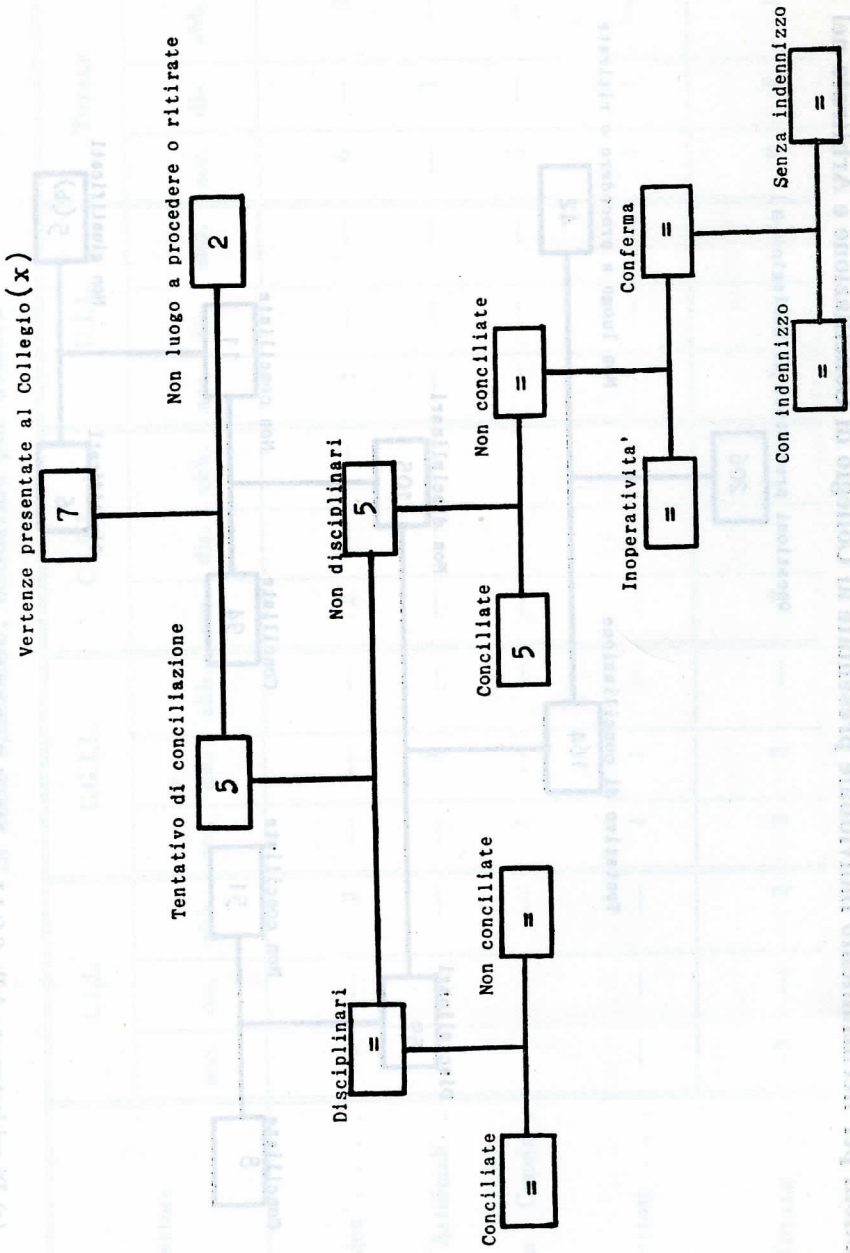 Vertenze presentate al Collegio (x)
7
Tentativo di conciliazione
5
Non luogo a procedere o ritirate
2
Disciplinari
=
Non disciplinari
5
Conciliate
=
Non conciliate
=
Conciliate
5
Non conciliate
=
Inoperativita'
=
Conferma
=
Con indennizzo
=
Senza indennizzo
=